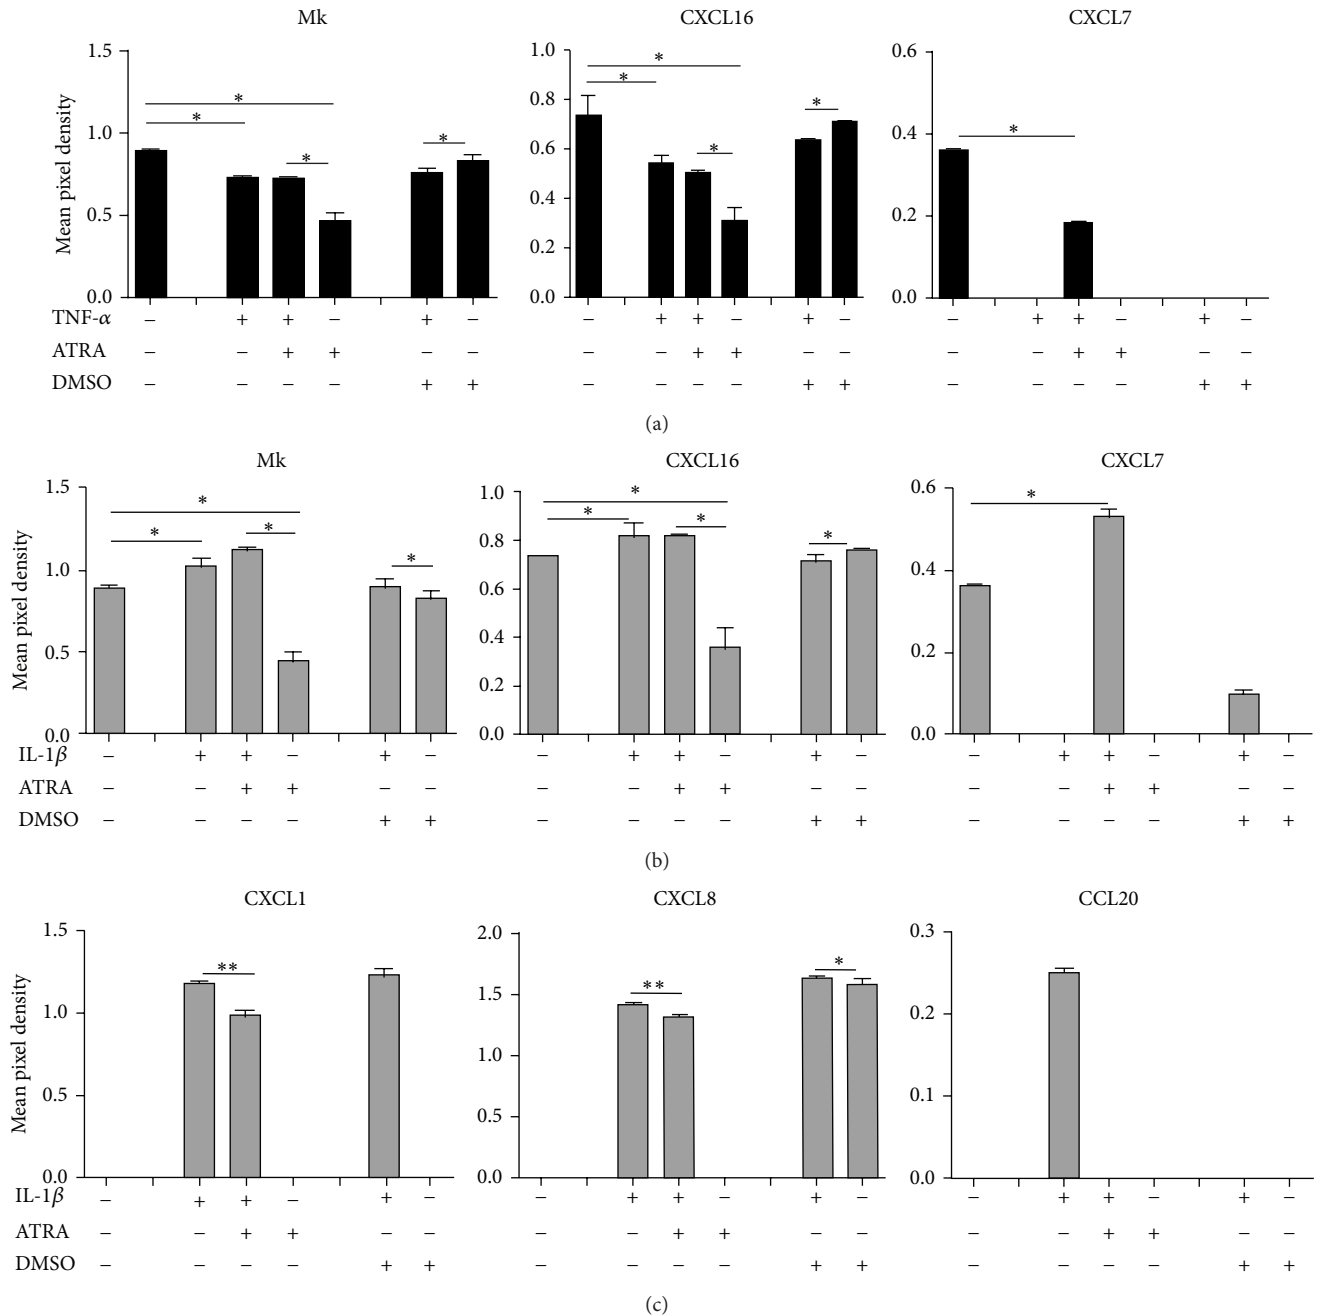 Mk CXCL16 CXCL7
Mean pixel density
1.5 1.0 0.5 0.0
1.0 0.8 0.6 0.4 0.2 0.0
0.6 0.4 0.2 0.0
* * * *
* * * *
*
TNF-α − + + − + − − + + − + − − + + − + −
ATRA − − + + − − − − + + − − − − + + − −
DMSO − − − − + + − − − − + + − − − − + +
(a)
Mk CXCL16 CXCL7
Mean pixel density
1.5 1.0 0.5 0.0
1.0 0.8 0.6 0.4 0.2 0.0
0.6 0.4 0.2 0.0
* * * *
* * * *
*
IL-1β − + + − + − − + + − + − − + + − + −
ATRA − − + + − − − − + + − − − − + + − −
DMSO − − − − + + − − − − + + − − − − + +
(b)
CXCL1 CXCL8 CCL20
Mean pixel density
1.5 1.0 0.5 0.0
2.0 1.5 1.0 0.5 0.0
0.3 0.2 0.1 0.0
**
** *
IL-1β − + + − + − − + + − + − − + + − + −
ATRA − − + + − − − − + + − − − − + + − −
DMSO − − − − + + − − − − + + − − − − + +
(c)